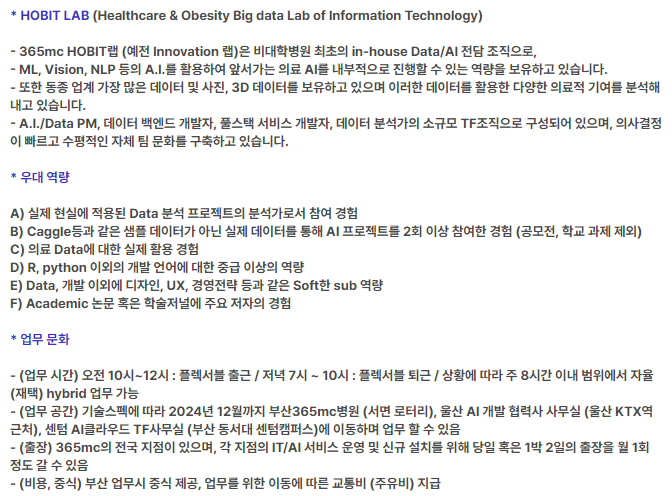 * HOBIT LAB (Healthcare & Obesity Big data Lab of Information Technology)
- 365mc HOBIT랩 (예전 Innovation 랩)은 비대학병원 최초의 in-house Data/AI 전담 조직으로,
- ML, Vision, NLP 등의 A.I.를 활용하여 앞서가는 의료 AI를 내부적으로 진행할 수 있는 역량을 보유하고 있습니다.
- 또한 동종 업계 가장 많은 데이터 및 사진, 3D 데이터를 보유하고 있으며 이러한 데이터를 활용한 다양한 의료적 기여를 분석해
내고 있습니다.
- A.I./Data PM, 데이터 백엔드 개발자, 풀스택 서비스 개발자, 데이터 분석가의 소규모 TF조직으로 구성되어 있으며, 의사결정
이 빠르고 수평적인 자체 팀 문화를 구축하고 있습니다.
* 우대 역량
A) 실제 현실에 적용된 Data 분석 프로젝트의 분석가로서 참여 경험
B) Caggle등과 같은 샘플 데이터가 아닌 실제 데이터를 통해 AI 프로젝트를 2회 이상 참여한 경험 (공모전, 학교 과제 제외)
C) 의료 Data에 대한 실제 활용 경험
D) R, python 이외의 개발 언어에 대한 중급 이상의 역량
E) Data, 개발 이외에 디자인, UX, 경영전략 등과 같은 Soft한 sub 역량
F) Academic 논문 혹은 학술저널에 주요 저자의 경험
* 업무 문화
- (업무 시간) 오전 10시~12시 : 플렉서블 출근 / 저녁 7시 ~ 10시 : 플렉서블 퇴근 / 상황에 따라 주 8시간 이내 범위에서 자율
(재택) hybrid 업무 가능
- (업무 공간) 기술스펙에 따라 2024년 12월까지 부산365mc병원 (서면 로터리), 울산 AI 개발 협력사 사무실 (울산 KTX역
근처), 센텀 AI클라우드 TF사무실 (부산 동서대 센텀캠퍼스)에 이동하며 업무 할 수 있음
- (출장) 365mc의 전국 지점이 있으며, 각 지점의 IT/AI 서비스 운영 및 신규 설치를 위해 당일 혹은 1박 2일의 출장을 월 1회
정도 갈 수 있음
- (비용, 중식) 부산 업무시 중식 제공, 업무를 위한 이동에 따른 교통비 (주유비) 지급